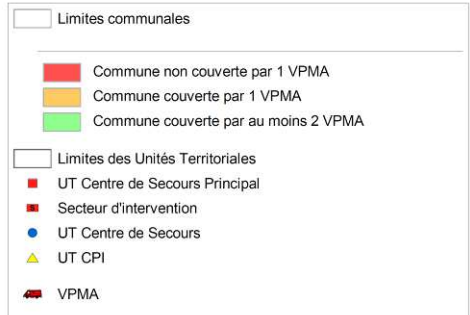 Limites communales
Commune non couverte par 1 VPMA
Commune couverte par 1 VPMA
Commune couverte par au moins 2 VPMA
Limites des Unités Territoriales
UT Centre de Secours Principal
S Secteur d'intervention
UT Centre de Secours
UT CPI
VPMA